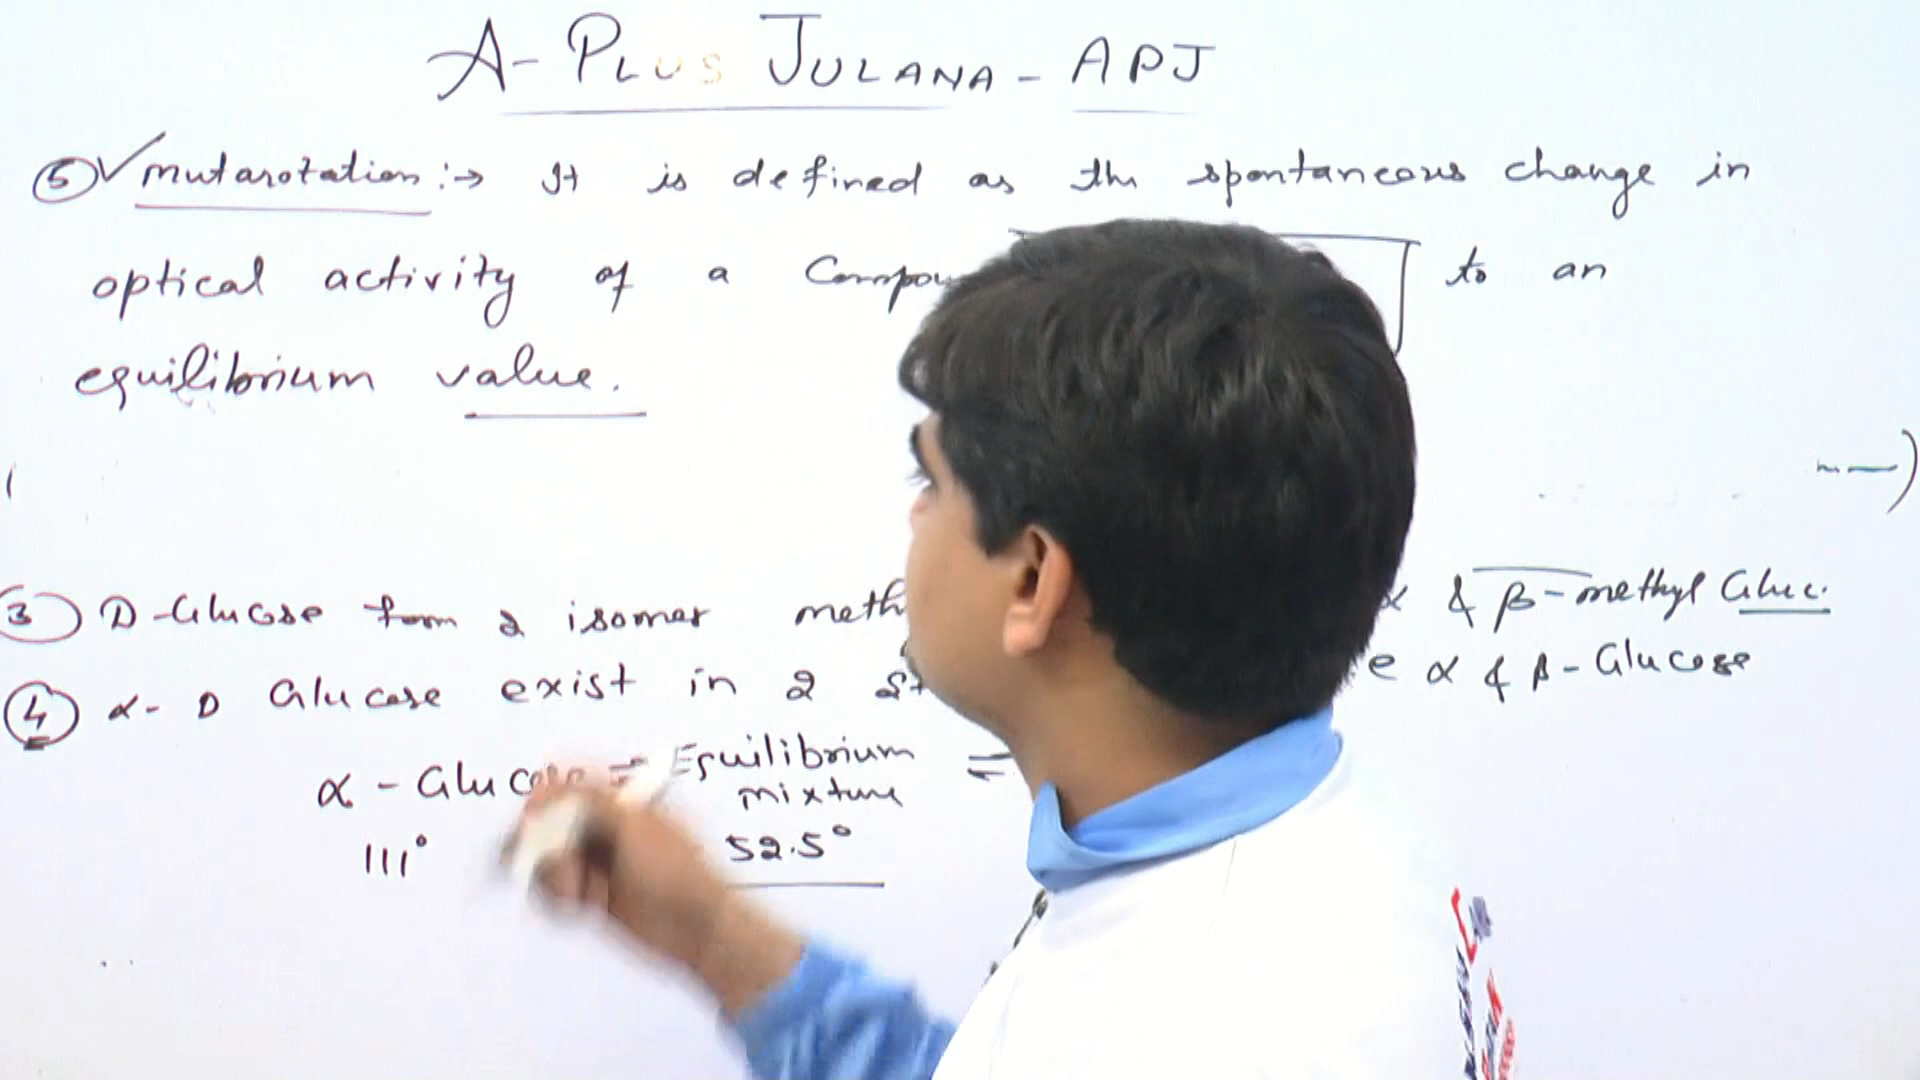 A- PLUS JULANA - APJ
5 ✓ mutarotation :→ It is defined as the spontaneous change in
optical activity of a Compou to an
equilibrium value.
(
)
3 D-Glucose form 2 isomer meth α & β-methyl Gluc.
4 α- D Glucose exist in 2 st e α & β-Glucose
α - Glucose ⇌ Equilibrium ⇌
mixture
111° 52.5°